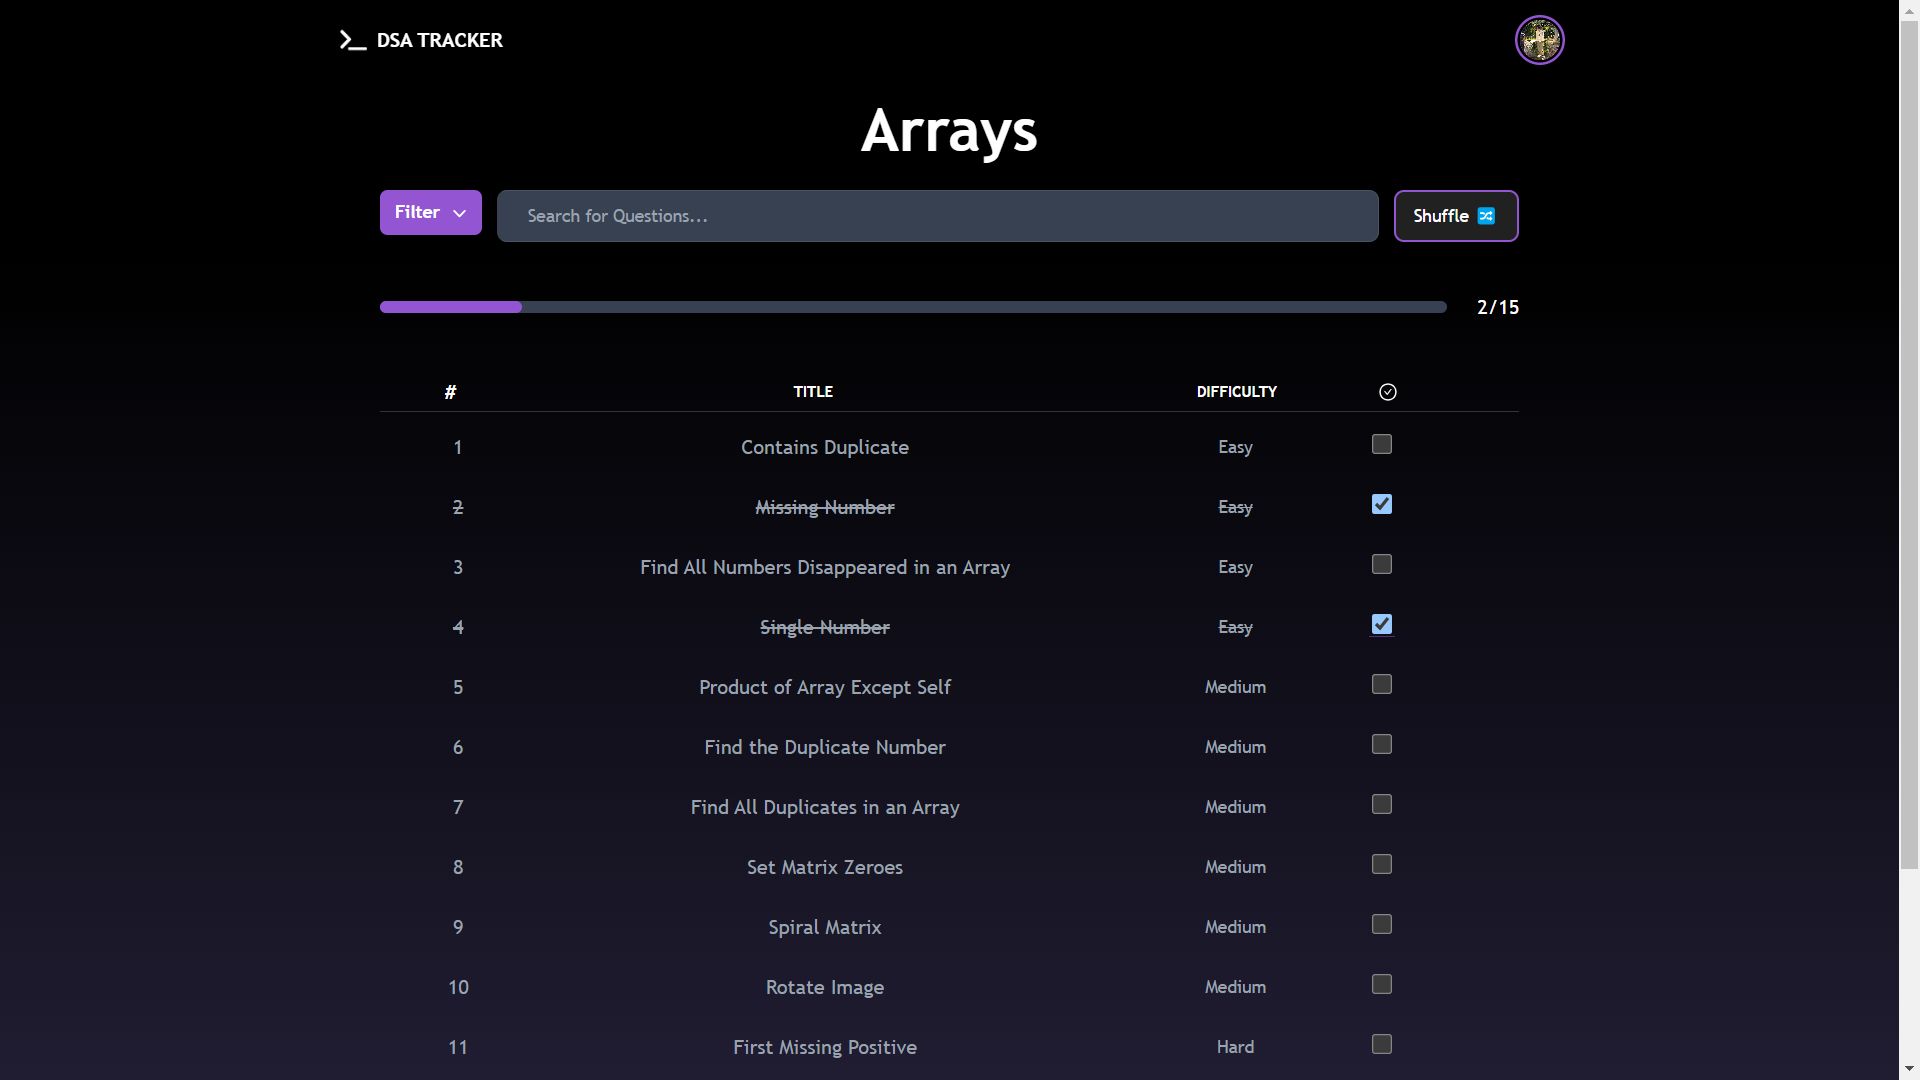 DSA TRACKER
Arrays
Filter
Search for Questions...
Shuffle
2/15
# TITLE DIFFICULTY
1 Contains Duplicate Easy
2 Missing Number Easy
3 Find All Numbers Disappeared in an Array Easy
4 Single Number Easy
5 Product of Array Except Self Medium
6 Find the Duplicate Number Medium
7 Find All Duplicates in an Array Medium
8 Set Matrix Zeroes Medium
9 Spiral Matrix Medium
10 Rotate Image Medium
11 First Missing Positive Hard